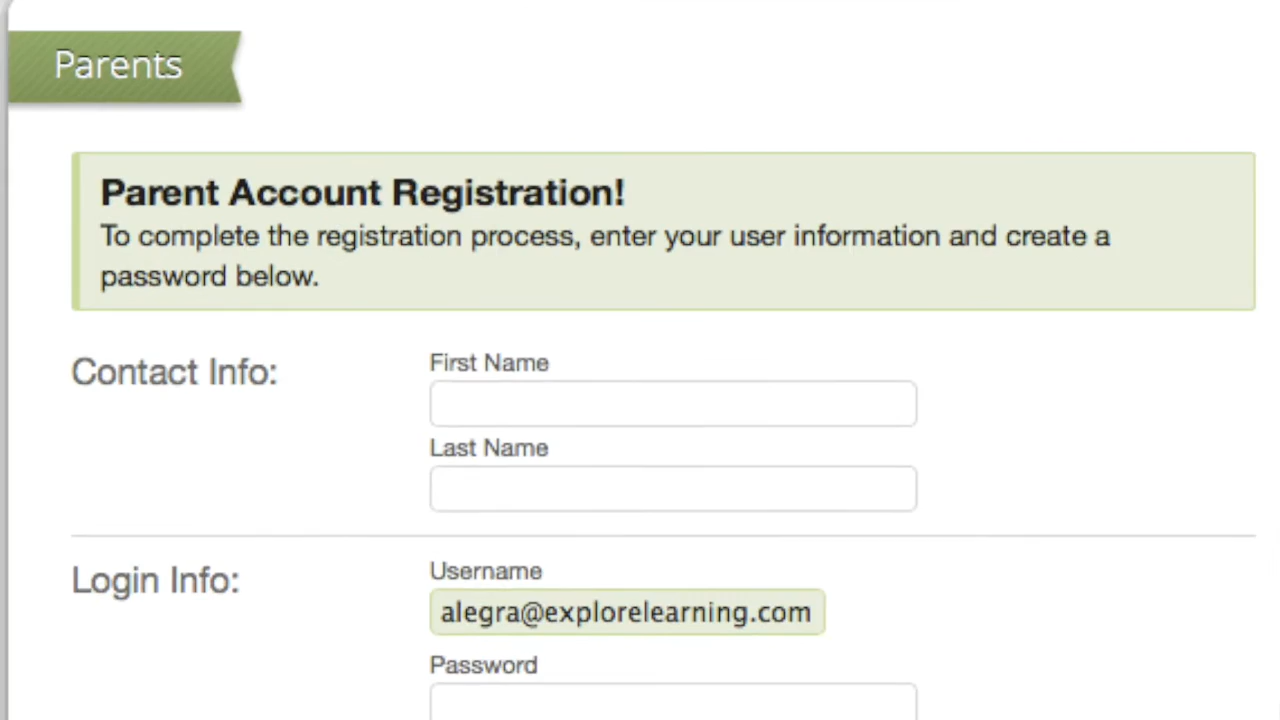 Parents
Parent Account Registration!
To complete the registration process, enter your user information and create a
password below.
Contact Info:
First Name
Last Name
Login Info:
Username
alegra@explorelearning.com
Password